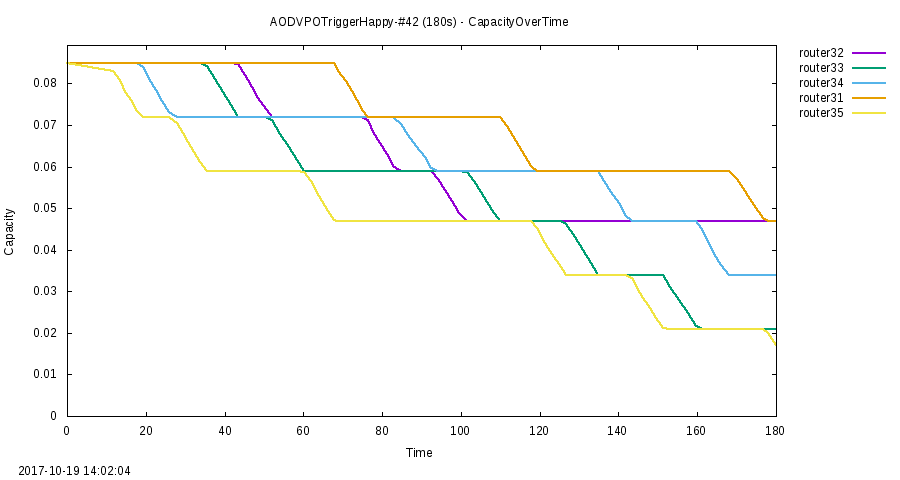 AODVPOTriggerHappy-#42 (180s) - CapacityOverTime
router32
router33
router34
router31
router35
0.08
0.07
0.06
0.05
0.04
0.03
0.02
0.01
0
Capacity
0 20 40 60 80 100 120 140 160 180
Time
2017-10-19 14:02:04